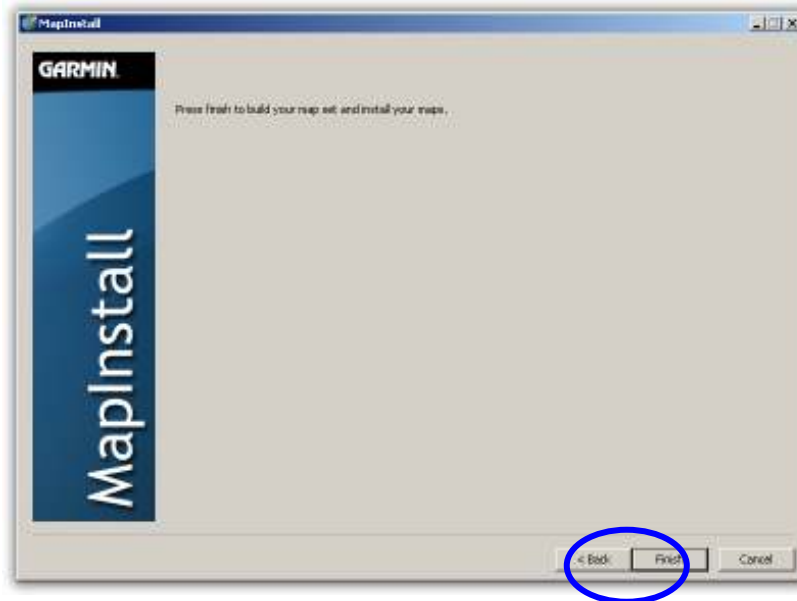 MapInstall
GARMIN
Press finish to build your map set and install your maps.
MapInstall
< Back
Finish
Cancel